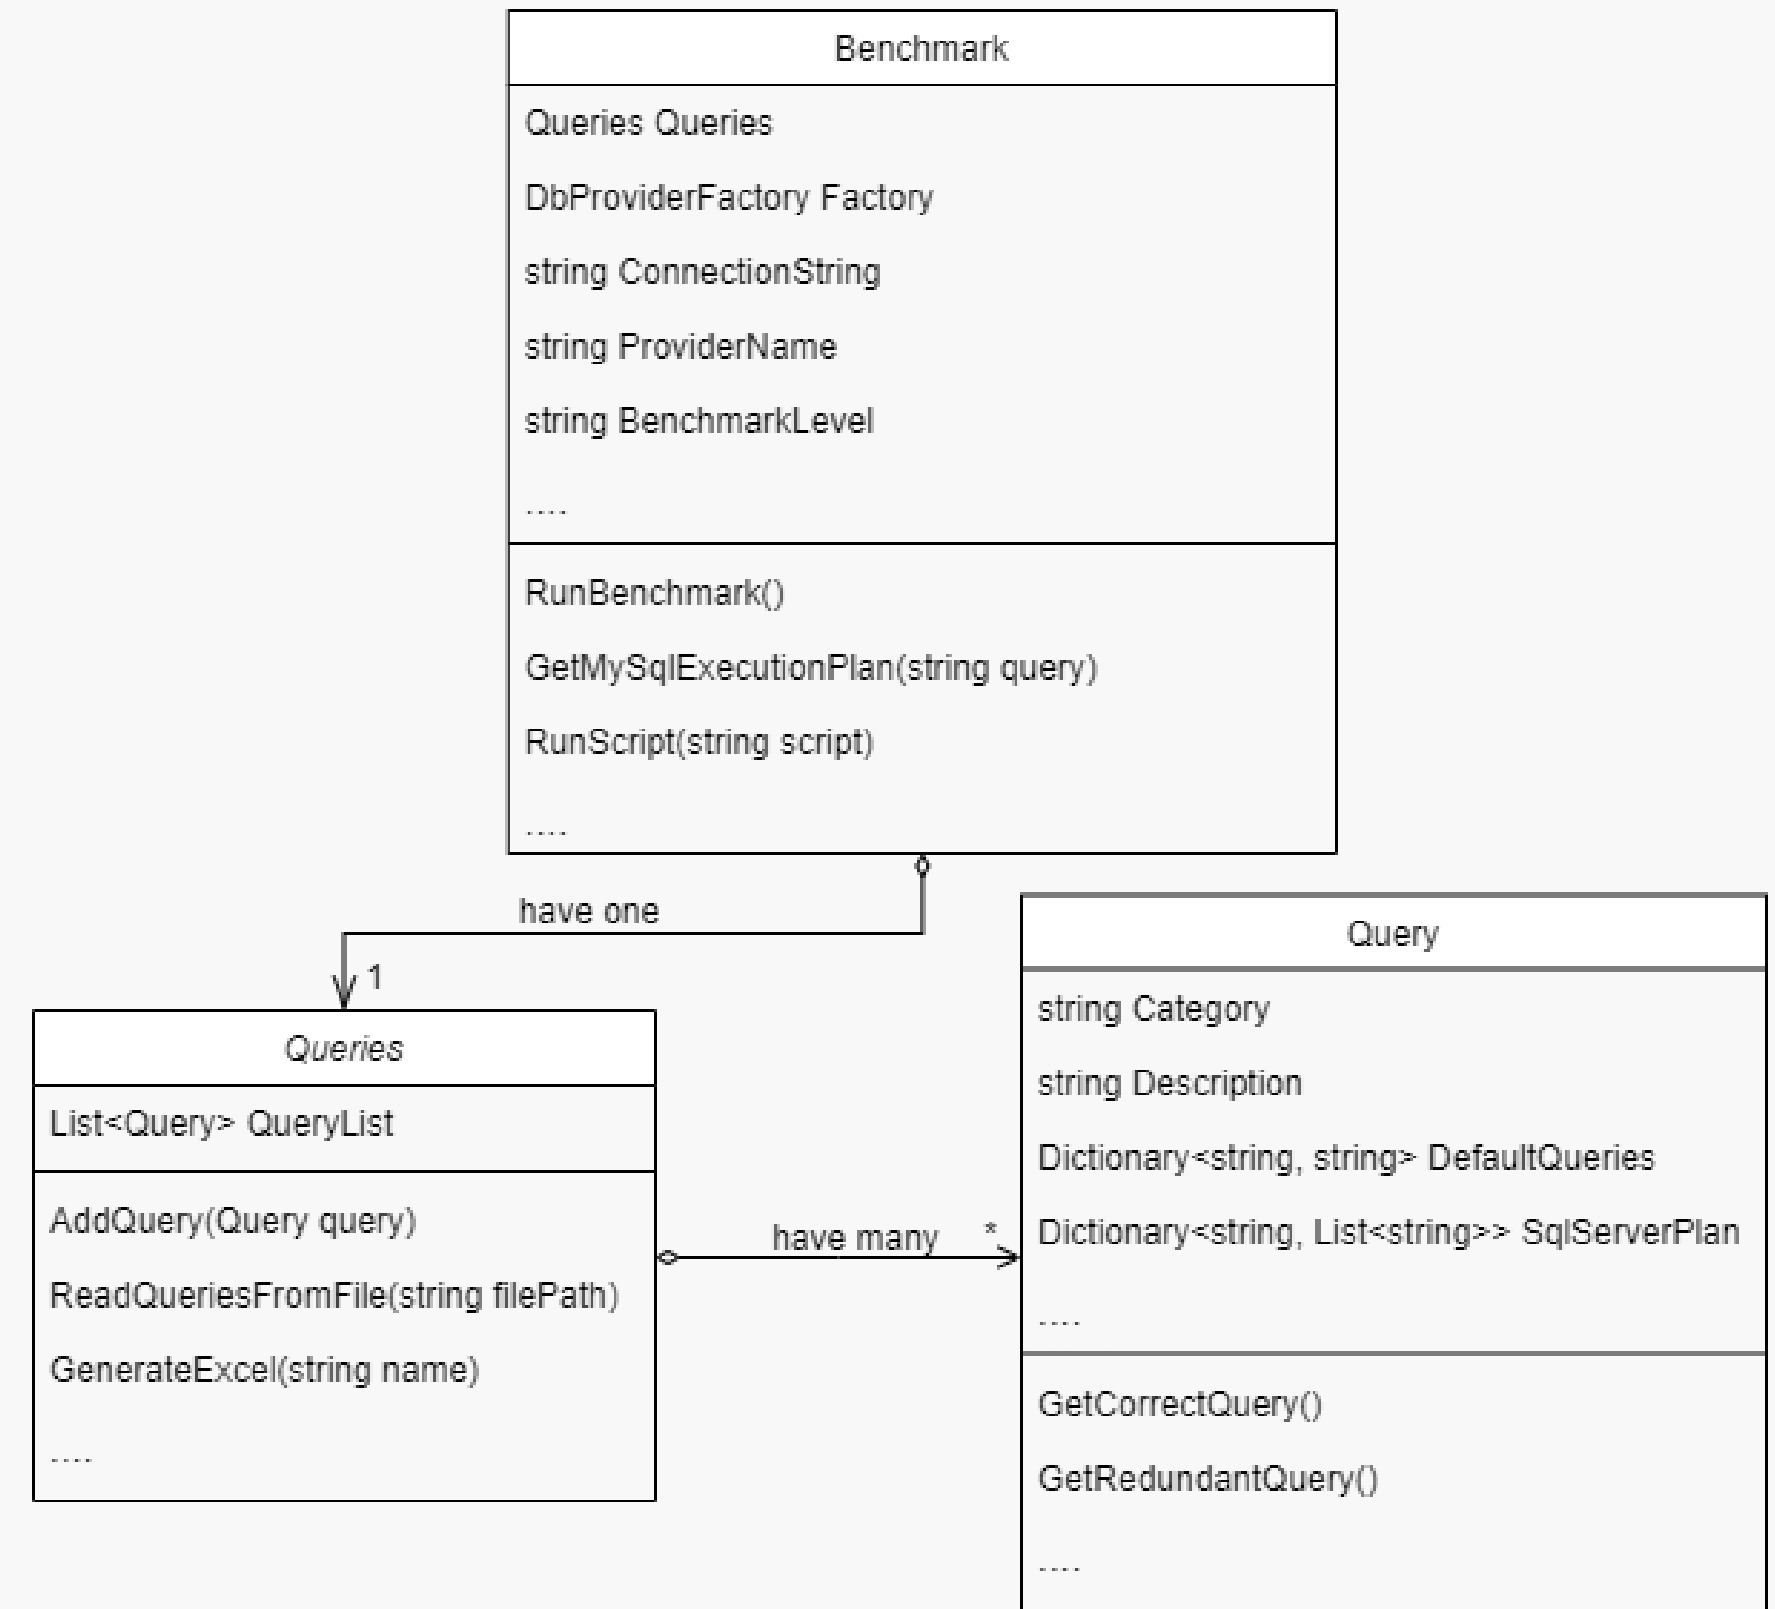 Benchmark
Queries Queries
DbProviderFactory Factory
string ConnectionString
string ProviderName
string BenchmarkLevel
....
RunBenchmark()
GetMySqlExecutionPlan(string query)
RunScript(string script)
....
have one
1
Queries
List<Query> QueryList
AddQuery(Query query)
ReadQueriesFromFile(string filePath)
GenerateExcel(string name)
....
have many
*
Query
string Category
string Description
Dictionary<string, string> DefaultQueries
Dictionary<string, List<string>> SqlServerPlan
....
GetCorrectQuery()
GetRedundantQuery()
....